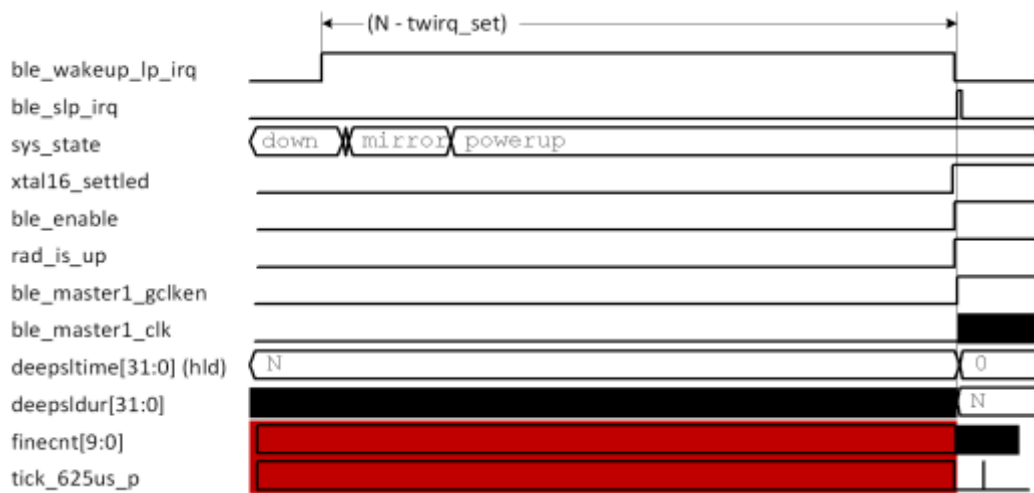 (N - twirq_set)
ble_wakeup_lp_irq
ble_slp_irq
sys_state down mirror powerup
xtal16_settled
ble_enable
rad_is_up
ble_master1_gclken
ble_master1_clk
deepsltime[31:0] (hld) N 0
deepsldur[31:0] N
finecnt[9:0]
tick_625us_p